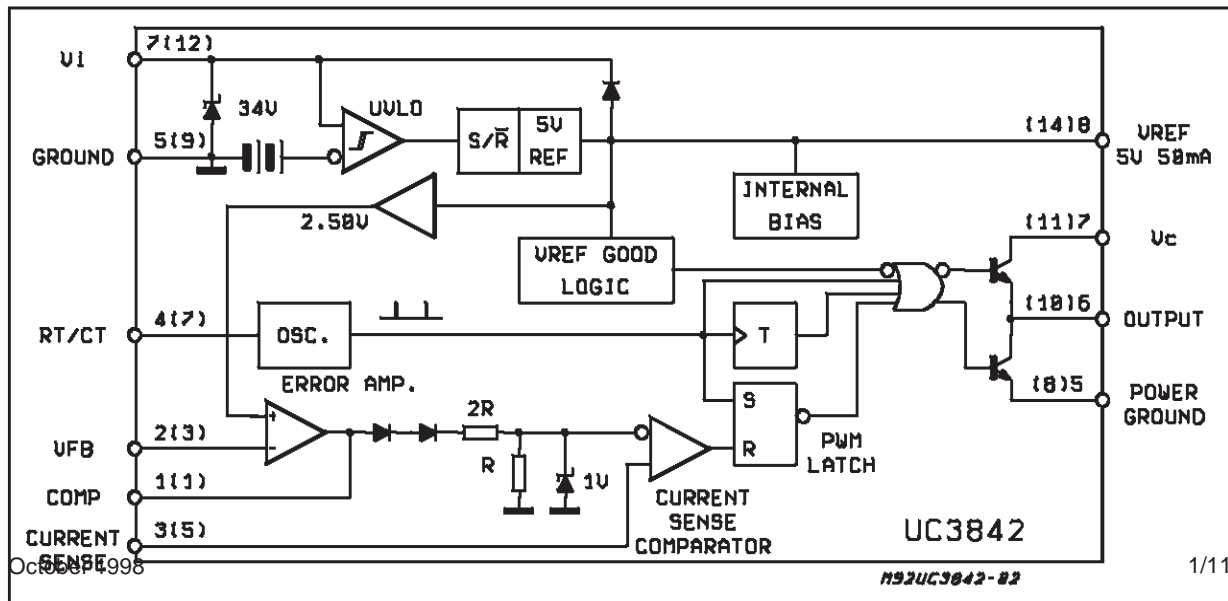 7(12)
Vi
34V
UVLO
5(9)
GROUND
S/R̅
5V
REF
(14)8
VREF
5V 50mA
2.50V
INTERNAL
BIAS
VREF GOOD
LOGIC
(11)7
Vc
4(7)
RT/CT
OSC.
T
(10)6
OUTPUT
ERROR AMP.
(8)5
POWER
GROUND
+
-
2(3)
VFB
2R
R
1V
S
R
PWM
LATCH
1(1)
COMP
CURRENT
SENSE
COMPARATOR
3(5)
CURRENT
SENSE
UC3842
October 1998
M92UC3842-02
1/11